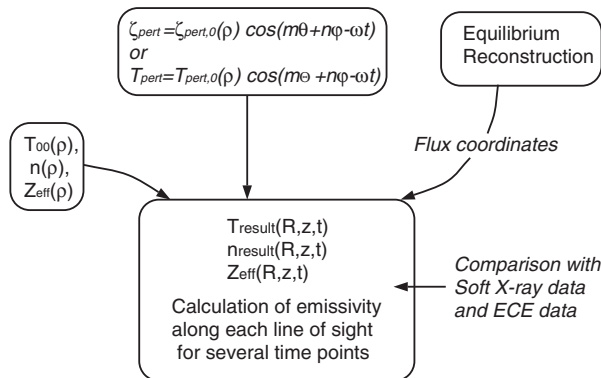 ζpert =ζpert,0(ρ) cos(mθ+nφ-ωt)
or
Tpert=Tpert,0(ρ) cos(mΘ +nφ-ωt)
Equilibrium
Reconstruction
Flux coordinates
T00(ρ),
n(ρ),
Zeff(ρ)
Tresult(R,z,t)
nresult(R,z,t)
Zeff(R,z,t)
Calculation of emissivity
along each line of sight
for several time points
Comparison with
Soft X-ray data
and ECE data